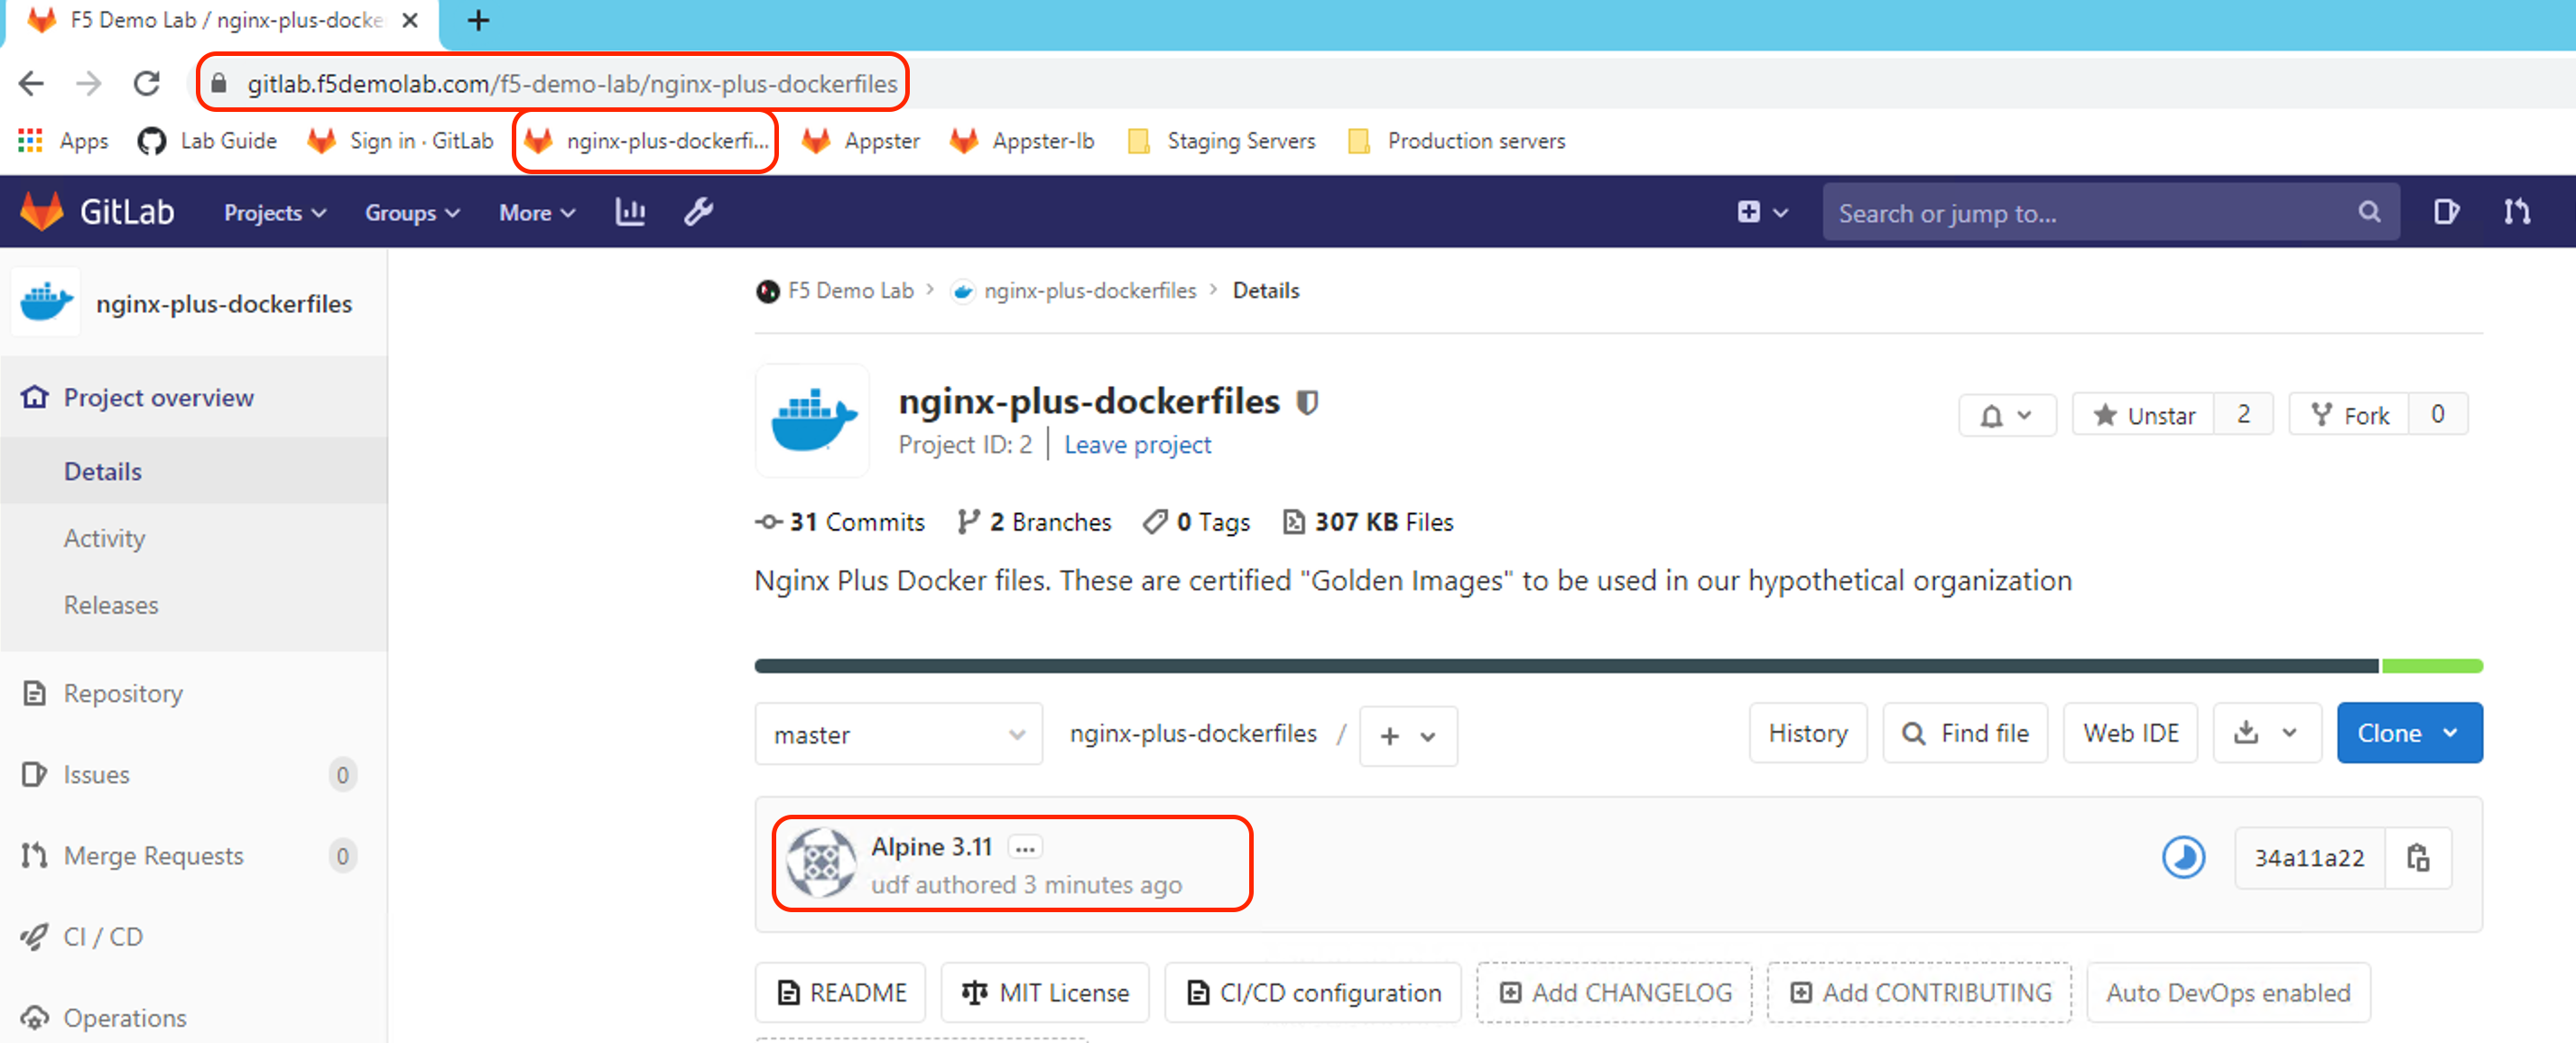 F5 Demo Lab / nginx-plus-docke
gitlab.f5demolab.com/f5-demo-lab/nginx-plus-dockerfiles
Apps Lab Guide Sign in · GitLab nginx-plus-dockerfi... Appster Appster-lb Staging Servers Production servers
GitLab Projects Groups More Search or jump to...
nginx-plus-dockerfiles
Project overview
Details
Activity
Releases
Repository
Issues 0
Merge Requests 0
CI / CD
Operations
F5 Demo Lab > nginx-plus-dockerfiles > Details
nginx-plus-dockerfiles
Project ID: 2 | Leave project
Unstar 2 Fork 0
31 Commits 2 Branches 0 Tags 307 KB Files
Nginx Plus Docker files. These are certified "Golden Images" to be used in our hypothetical organization
master nginx-plus-dockerfiles / + History Find file Web IDE Clone
Alpine 3.11 ...
udf authored 3 minutes ago
34a11a22
README MIT License CI/CD configuration Add CHANGELOG Add CONTRIBUTING Auto DevOps enabled